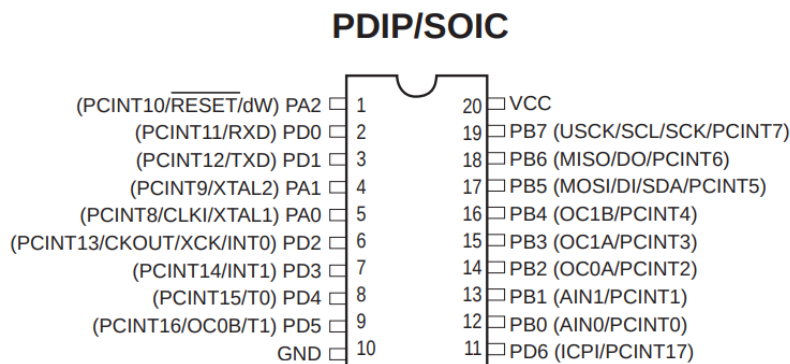 PDIP/SOIC
(PCINT10/RESET/dW) PA2 1 20 VCC
(PCINT11/RXD) PD0 2 19 PB7 (USCK/SCL/SCK/PCINT7)
(PCINT12/TXD) PD1 3 18 PB6 (MISO/DO/PCINT6)
(PCINT9/XTAL2) PA1 4 17 PB5 (MOSI/DI/SDA/PCINT5)
(PCINT8/CLKI/XTAL1) PA0 5 16 PB4 (OC1B/PCINT4)
(PCINT13/CKOUT/XCK/INT0) PD2 6 15 PB3 (OC1A/PCINT3)
(PCINT14/INT1) PD3 7 14 PB2 (OC0A/PCINT2)
(PCINT15/T0) PD4 8 13 PB1 (AIN1/PCINT1)
(PCINT16/OC0B/T1) PD5 9 12 PB0 (AIN0/PCINT0)
GND 10 11 PD6 (ICPI/PCINT17)